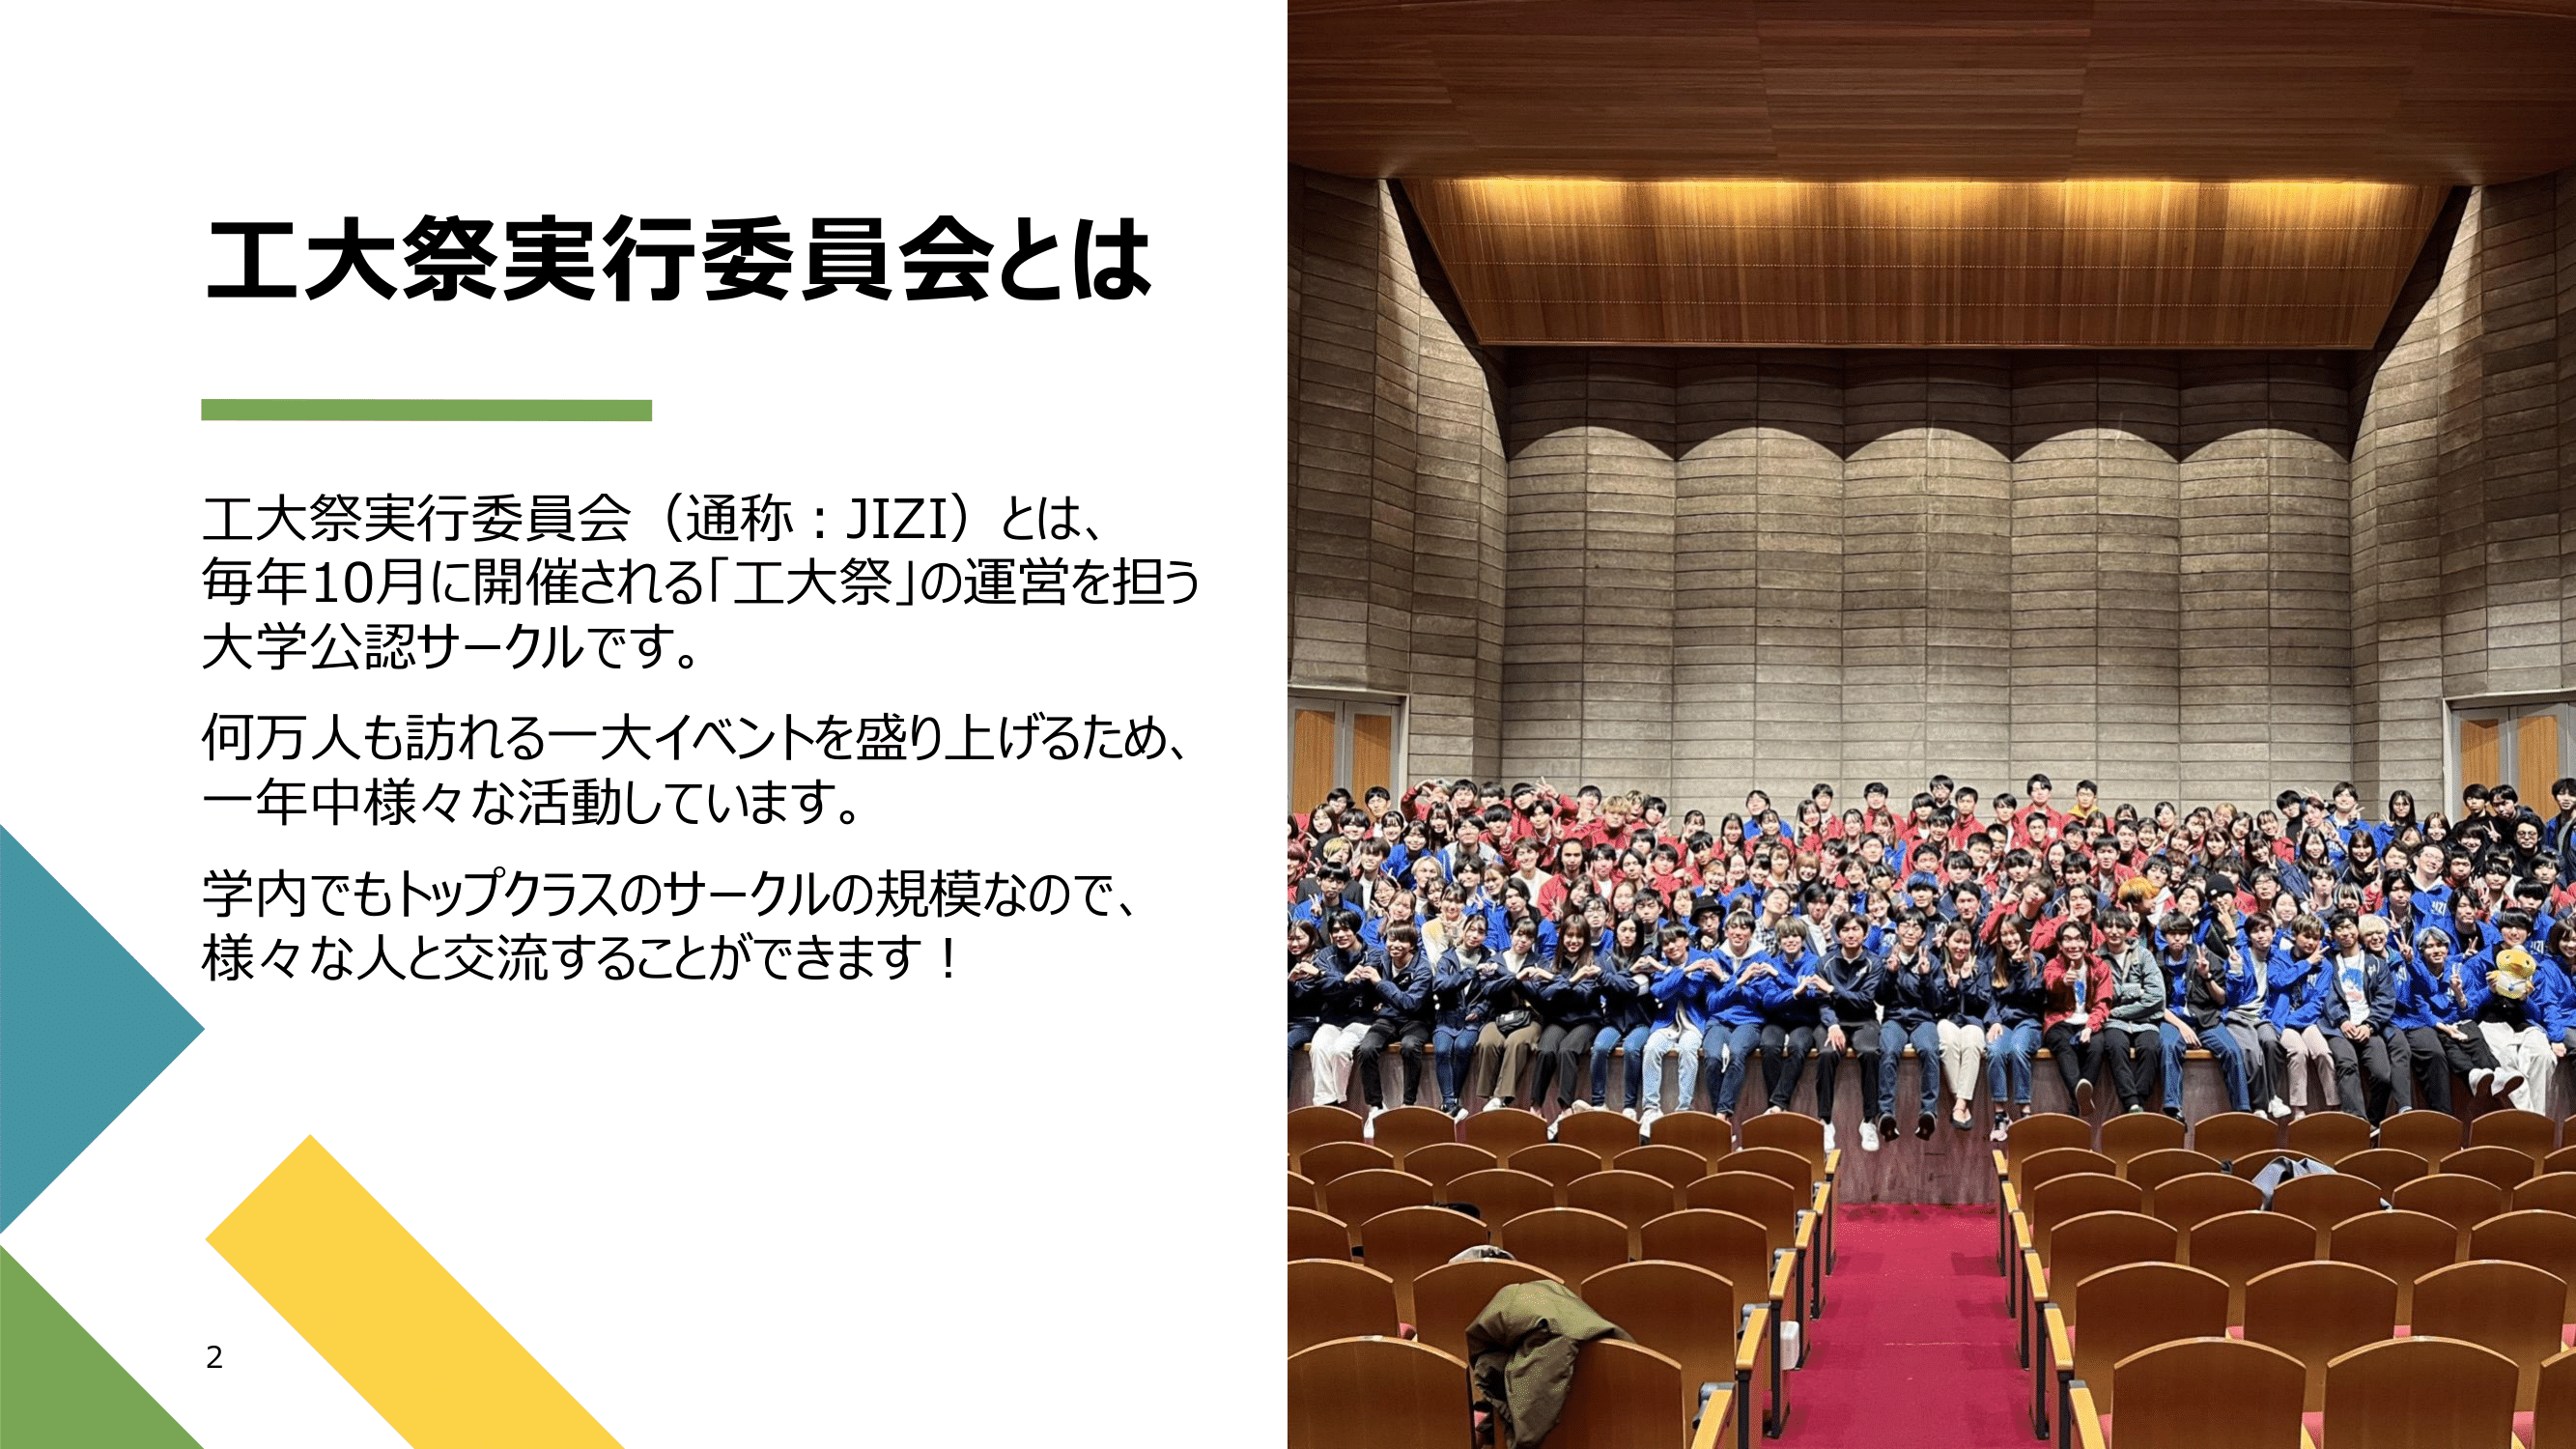 工大祭実行委員会とは
工大祭実行委員会（通称：JIZI）とは、
毎年10月に開催される「工大祭」の運営を担う
大学公認サークルです。
何万人も訪れる一大イベントを盛り上げるため、
一年中様々な活動しています。
学内でもトップクラスのサークルの規模なので、
様々な人と交流することができます！
2